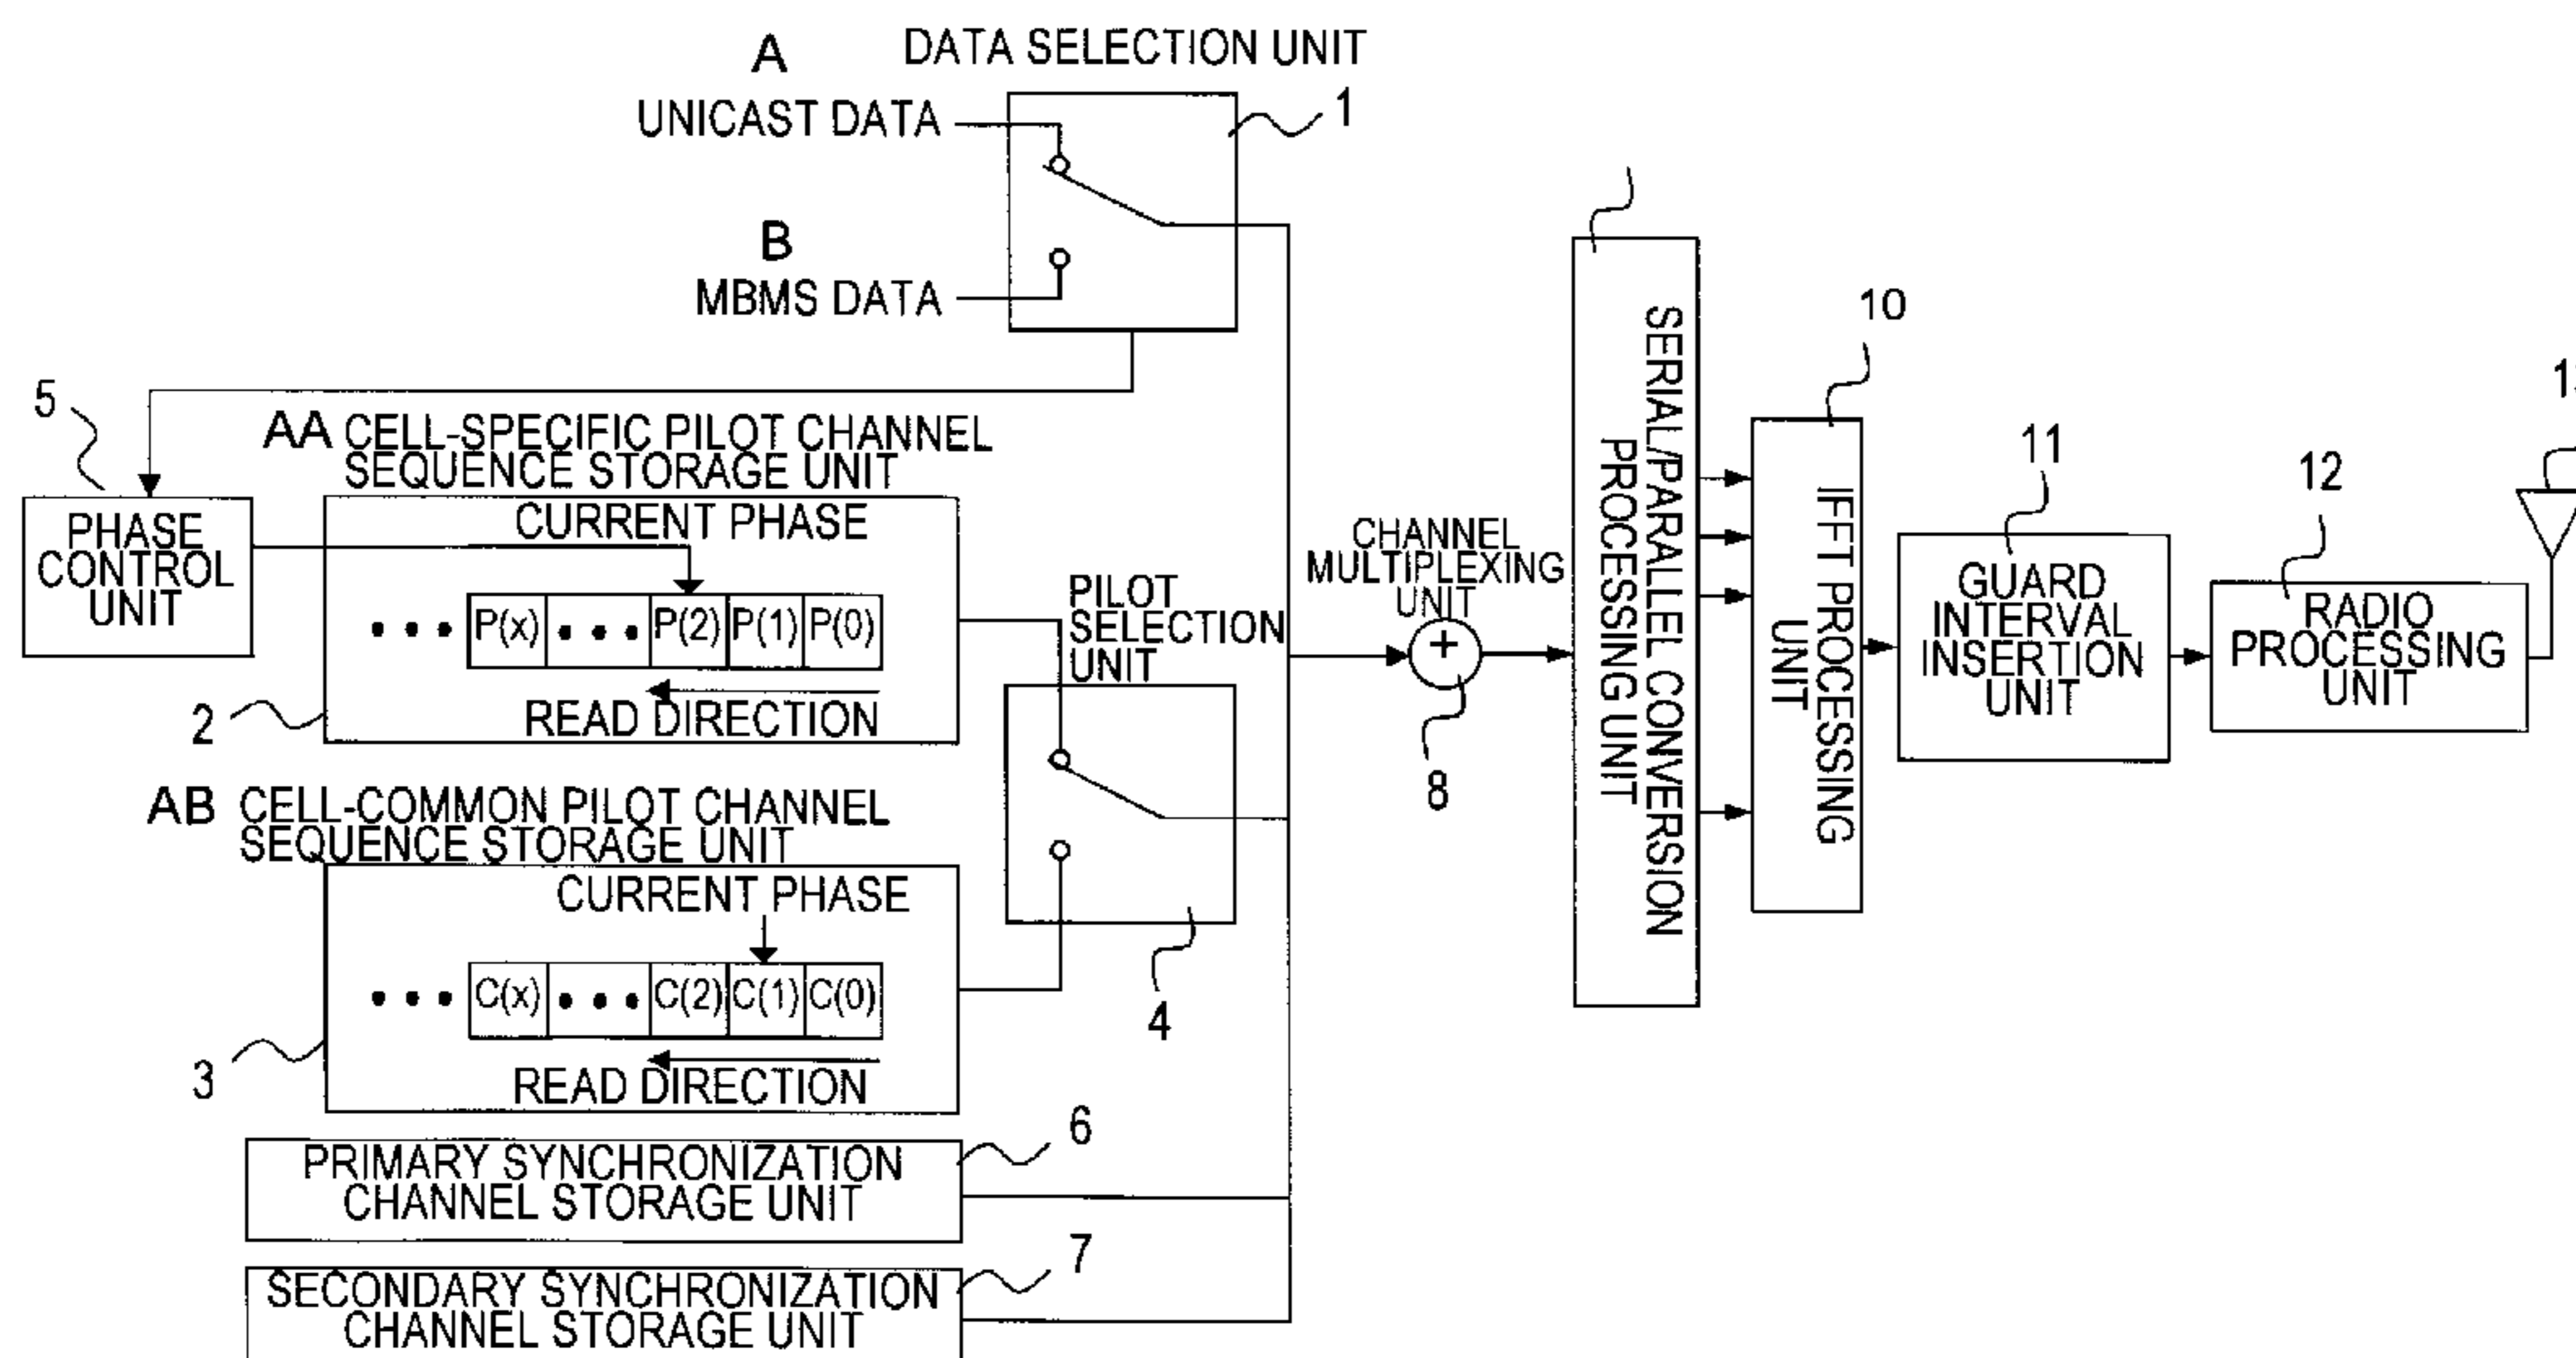 A DATA SELECTION UNIT
UNICAST DATA
1
B
MBMS DATA
5
AA CELL-SPECIFIC PILOT CHANNEL
SEQUENCE STORAGE UNIT
PHASE
CONTROL
UNIT
CURRENT PHASE
••• P(x) ••• P(2) P(1) P(0)
READ DIRECTION
2
PILOT
SELECTION
UNIT
4
AB CELL-COMMON PILOT CHANNEL
SEQUENCE STORAGE UNIT
CURRENT PHASE
••• C(x) ••• C(2) C(1) C(0)
READ DIRECTION
3
PRIMARY SYNCHRONIZATION
CHANNEL STORAGE UNIT
6
SECONDARY SYNCHRONIZATION
CHANNEL STORAGE UNIT
7
CHANNEL
MULTIPLEXING
UNIT
+
8
SERIAL/PARALLEL CONVERSION
PROCESSING UNIT
10
IFFT PROCESSING
UNIT
11
GUARD
INTERVAL
INSERTION
UNIT
12
RADIO
PROCESSING
UNIT